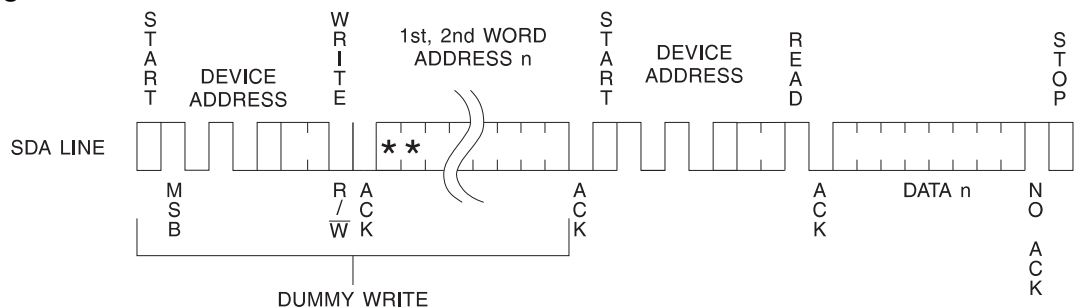 g
START
WRITE
1st, 2nd WORD
ADDRESS n
START
DEVICE
ADDRESS
READ
STOP
DEVICE
ADDRESS
SDA LINE
* *
MSB
R/W
ACK
ACK
ACK
DATA n
NO ACK
DUMMY WRITE